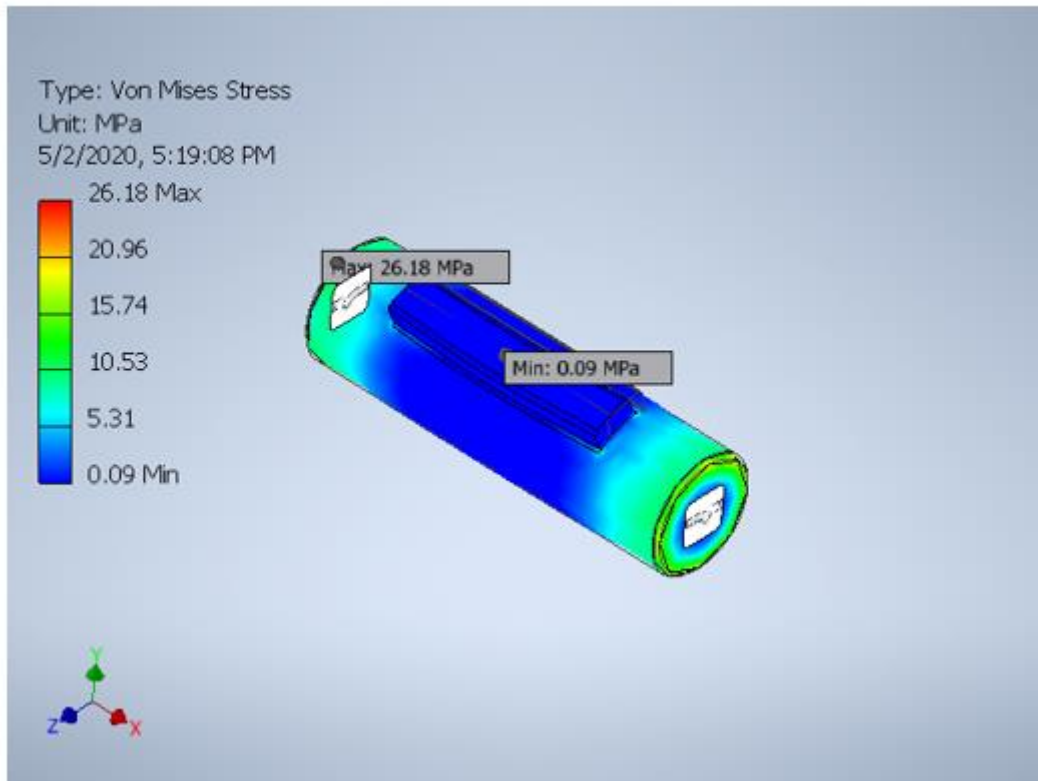 Type: Von Mises Stress
Unit: MPa
5/2/2020, 5:19:08 PM
26.18 Max
20.96
15.74
10.53
5.31
0.09 Min
Max: 26.18 MPa
Min: 0.09 MPa
Y
Z
X